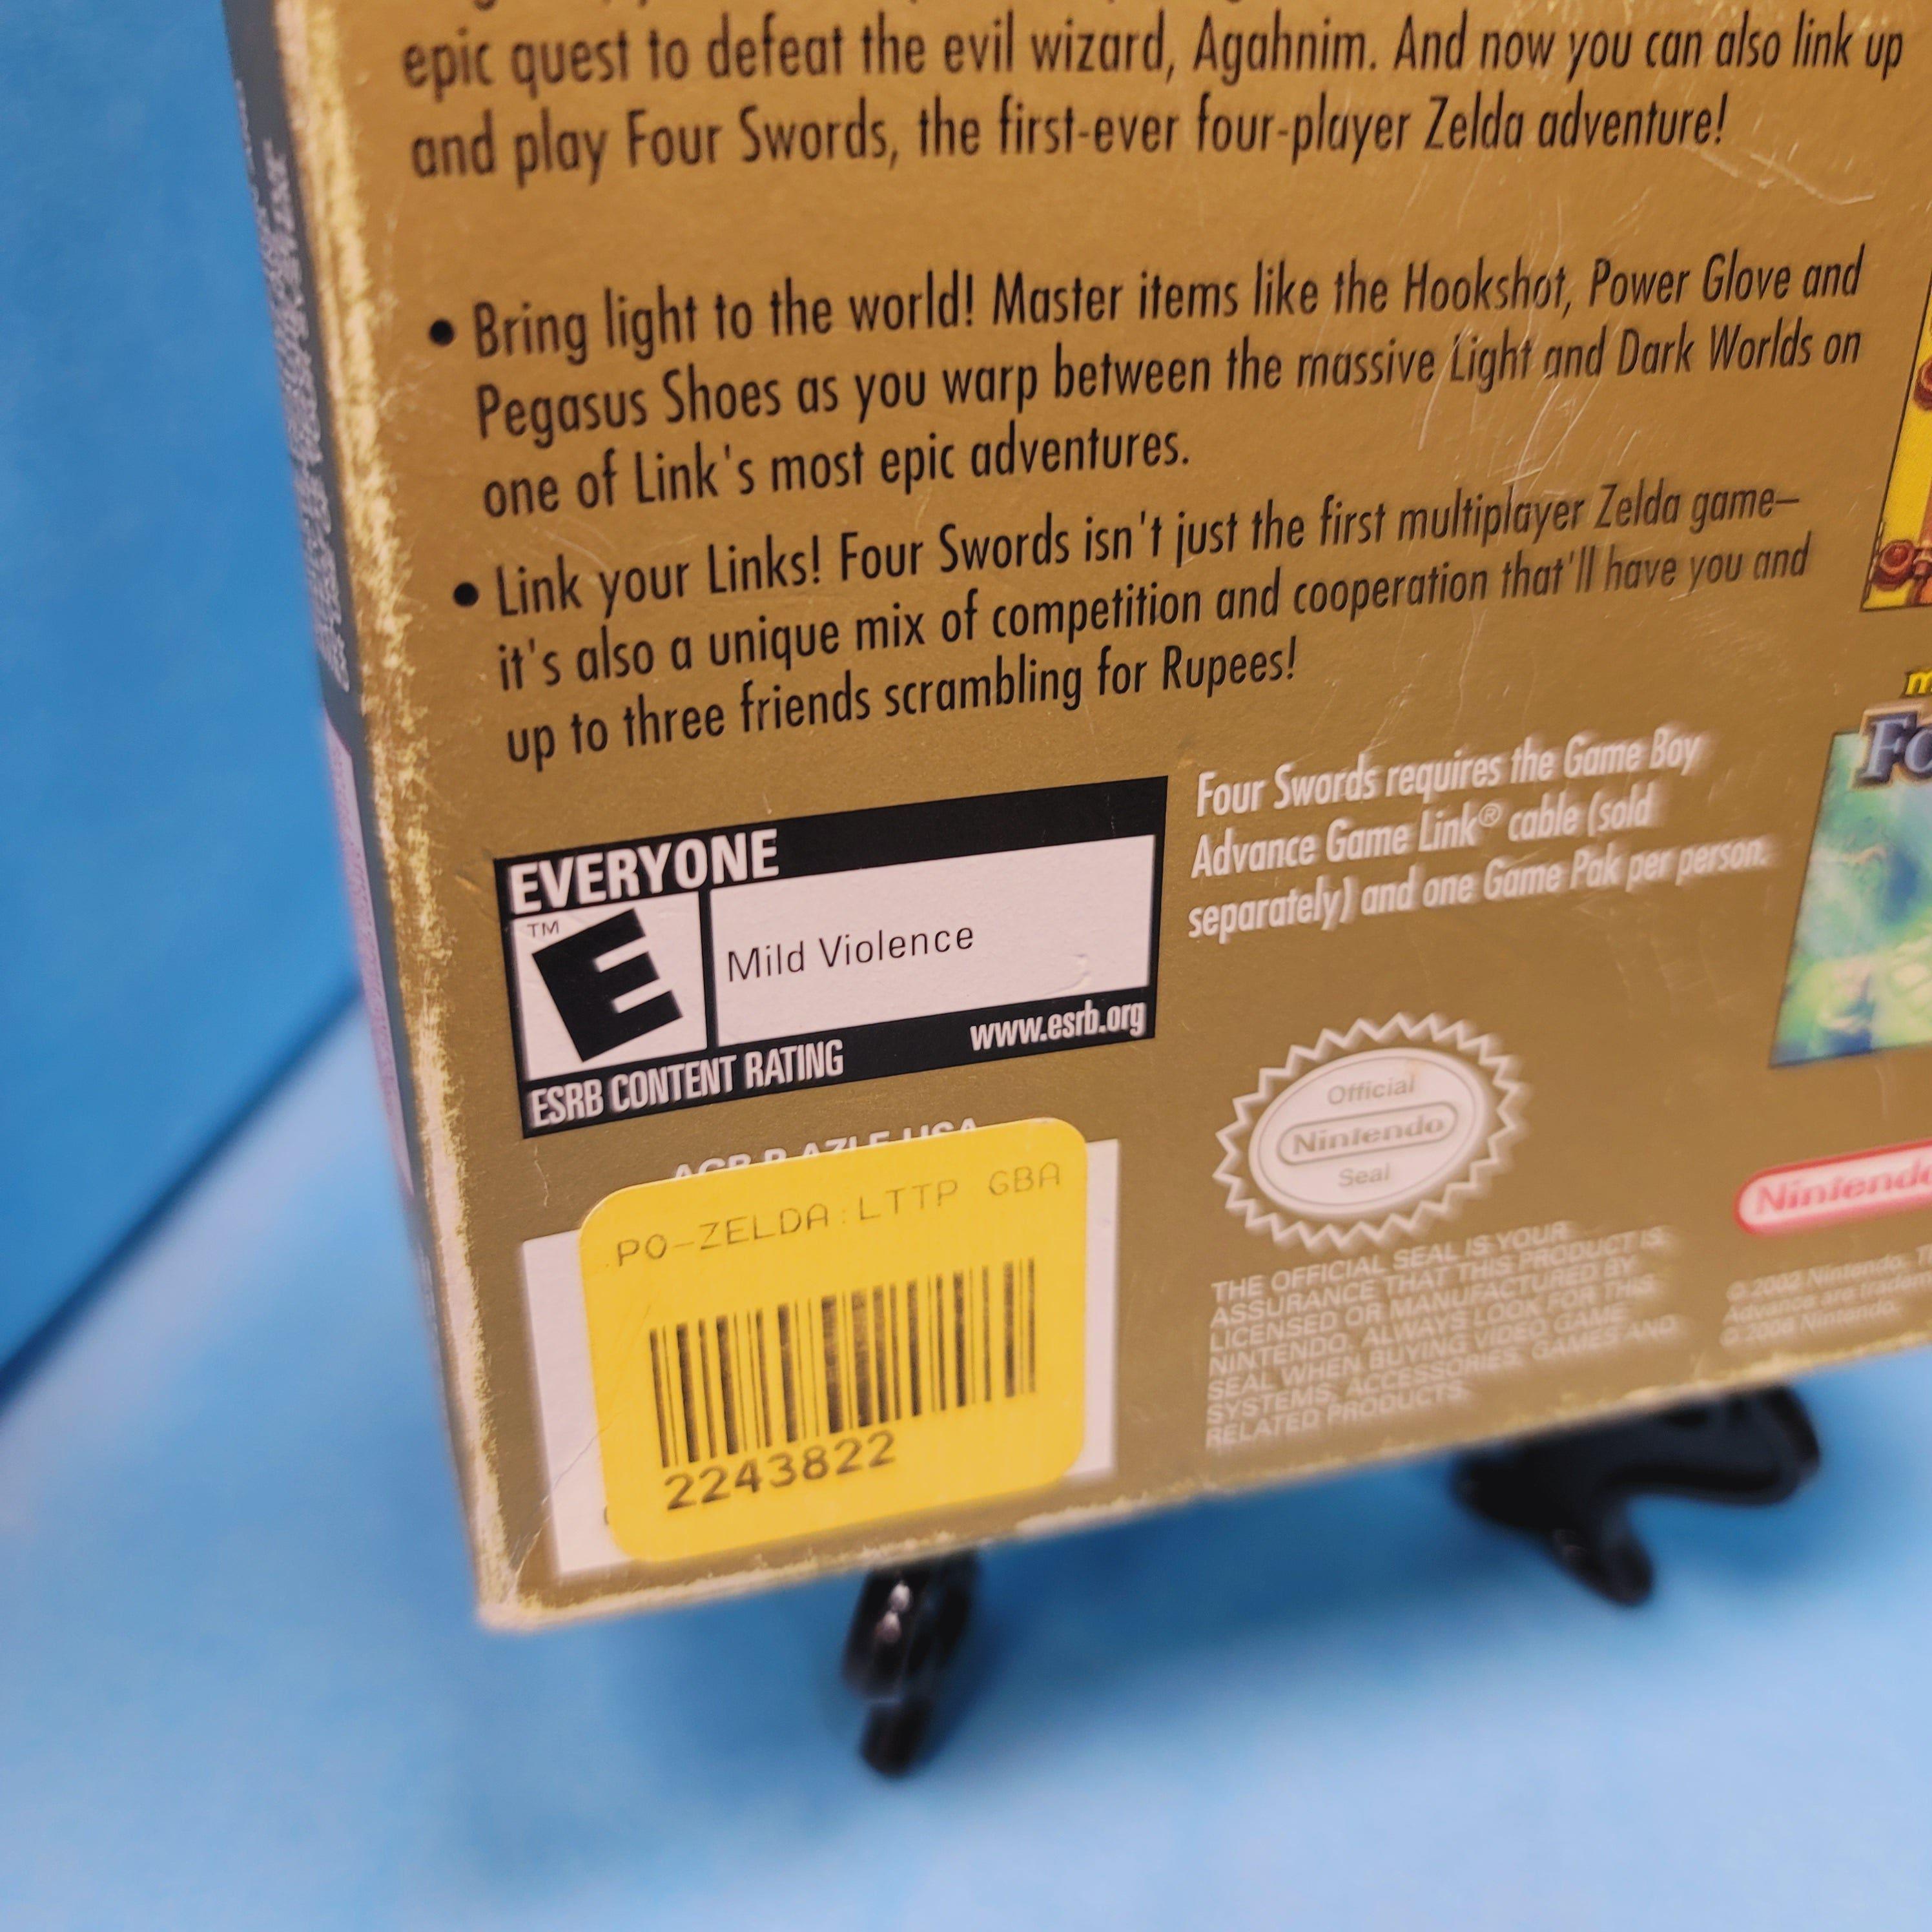 epic quest to defeat the evil wizard, Agahnim. And now you can also link up
and play Four Swords, the first-ever four-player Zelda adventure!
• Bring light to the world! Master items like the Hookshot, Power Glove and
Pegasus Shoes as you warp between the massive Light and Dark Worlds on
one of Link's most epic adventures.
• Link your Links! Four Swords isn't just the first multiplayer Zelda game–
it's also a unique mix of competition and cooperation that'll have you and
up to three friends scrambling for Rupees!
Four Swords requires the Game Boy
Advance Game Link® cable (sold
separately) and one Game Pak per person.
EVERYONE
TM
E
Mild Violence
www.esrb.org
ESRB CONTENT RATING
Official
Nintendo
Seal
PO-ZELDA:LTTP GBA
2243822
THE OFFICIAL SEAL IS YOUR
ASSURANCE THAT THIS PRODUCT IS
LICENSED OR MANUFACTURED BY
NINTENDO. ALWAYS LOOK FOR THIS
SEAL WHEN BUYING VIDEO GAME
SYSTEMS, ACCESSORIES, GAMES AND
RELATED PRODUCTS.
Nintendo
© 2002 Nintendo.
Advance are
Nintendo.